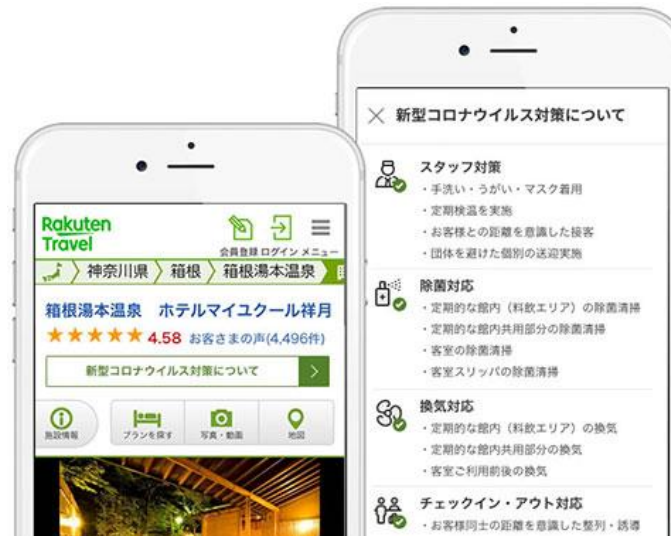 Rakuten
Travel
会員登録 ログイン メニュー
神奈川県 箱根 箱根湯本温泉
箱根湯本温泉 ホテルマイユクール祥月
4.58 お客さまの声(4,496件)
新型コロナウイルス対策について
施設情報 プランを探す 写真・動画 地図
新型コロナウイルス対策について
スタッフ対策
・手洗い・うがい・マスク着用
・定期検温を実施
・お客様との距離を意識した接客
・団体を避けた個別の送迎実施
除菌対応
・定期的な館内（料飲エリア）の除菌清掃
・定期的な館内共用部分の除菌清掃
・客室の除菌清掃
・客室スリッパの除菌清掃
換気対応
・定期的な館内（料飲エリア）の換気
・定期的な館内共用部分の換気
・客室ご利用前後の換気
チェックイン・アウト対応
・お客様同士の距離を意識した整列・誘導